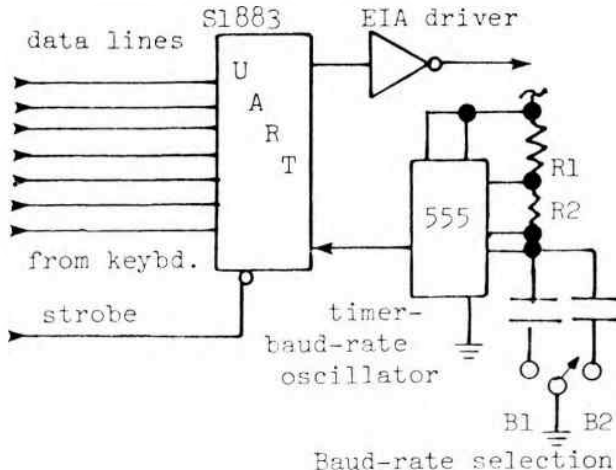 S1883
EIA driver
data lines
U
A
R
T
R1
555
R2
from keybd.
strobe
timer-
baud-rate
oscillator
B1
B2
Baud-rate selection